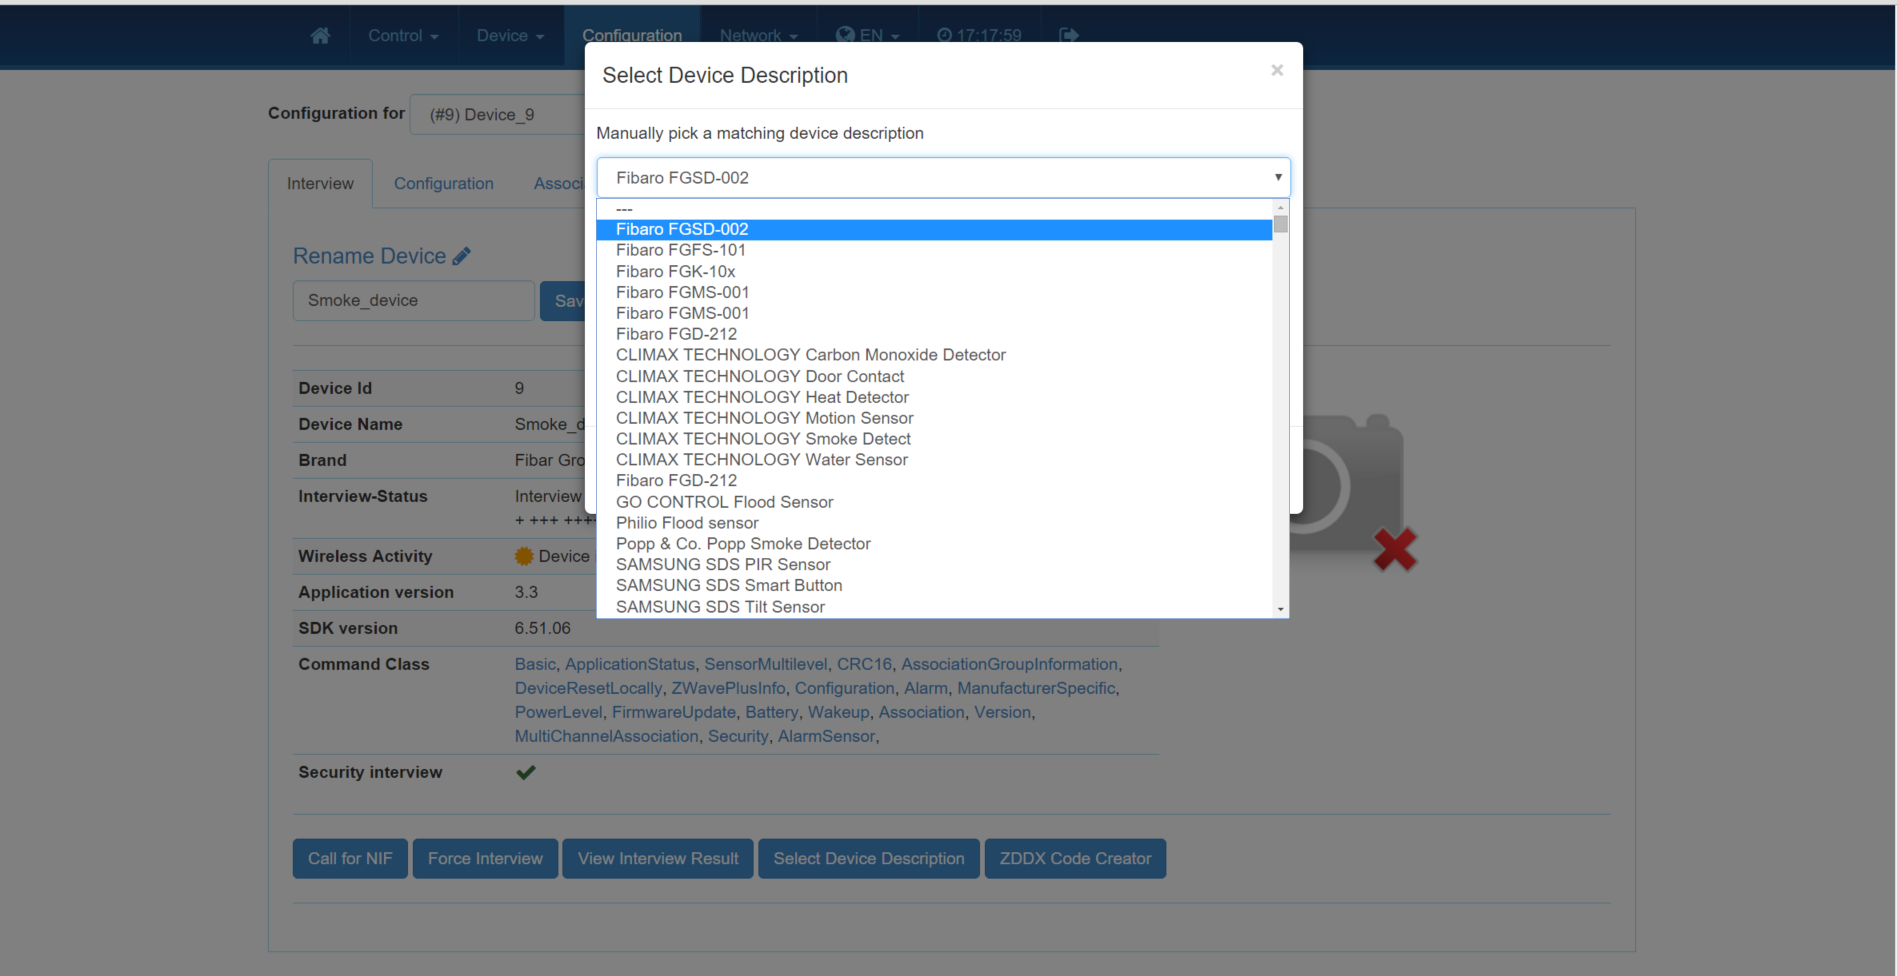 Control Device Configuration Network EN 17:17:59
Select Device Description ×
Configuration for (#9) Device_9
Manually pick a matching device description
Interview Configuration Associ
Fibaro FGSD-002
---
Fibaro FGSD-002
Fibaro FGFS-101
Fibaro FGK-10x
Fibaro FGMS-001
Fibaro FGMS-001
Fibaro FGD-212
CLIMAX TECHNOLOGY Carbon Monoxide Detector
CLIMAX TECHNOLOGY Door Contact
CLIMAX TECHNOLOGY Heat Detector
CLIMAX TECHNOLOGY Motion Sensor
CLIMAX TECHNOLOGY Smoke Detect
CLIMAX TECHNOLOGY Water Sensor
Fibaro FGD-212
GO CONTROL Flood Sensor
Philio Flood sensor
Popp & Co. Popp Smoke Detector
SAMSUNG SDS PIR Sensor
SAMSUNG SDS Smart Button
SAMSUNG SDS Tilt Sensor
Rename Device
Smoke_device Sav
Device Id 9
Device Name Smoke_d
Brand Fibar Gro
Interview-Status Interview
+ +++ +++
Wireless Activity Device
Application version 3.3
SDK version 6.51.06
Command Class Basic, ApplicationStatus, SensorMultilevel, CRC16, AssociationGroupInformation,
DeviceResetLocally, ZWavePlusInfo, Configuration, Alarm, ManufacturerSpecific,
PowerLevel, FirmwareUpdate, Battery, Wakeup, Association, Version,
MultiChannelAssociation, Security, AlarmSensor,
Security interview
Call for NIF Force Interview View Interview Result Select Device Description ZDDX Code Creator